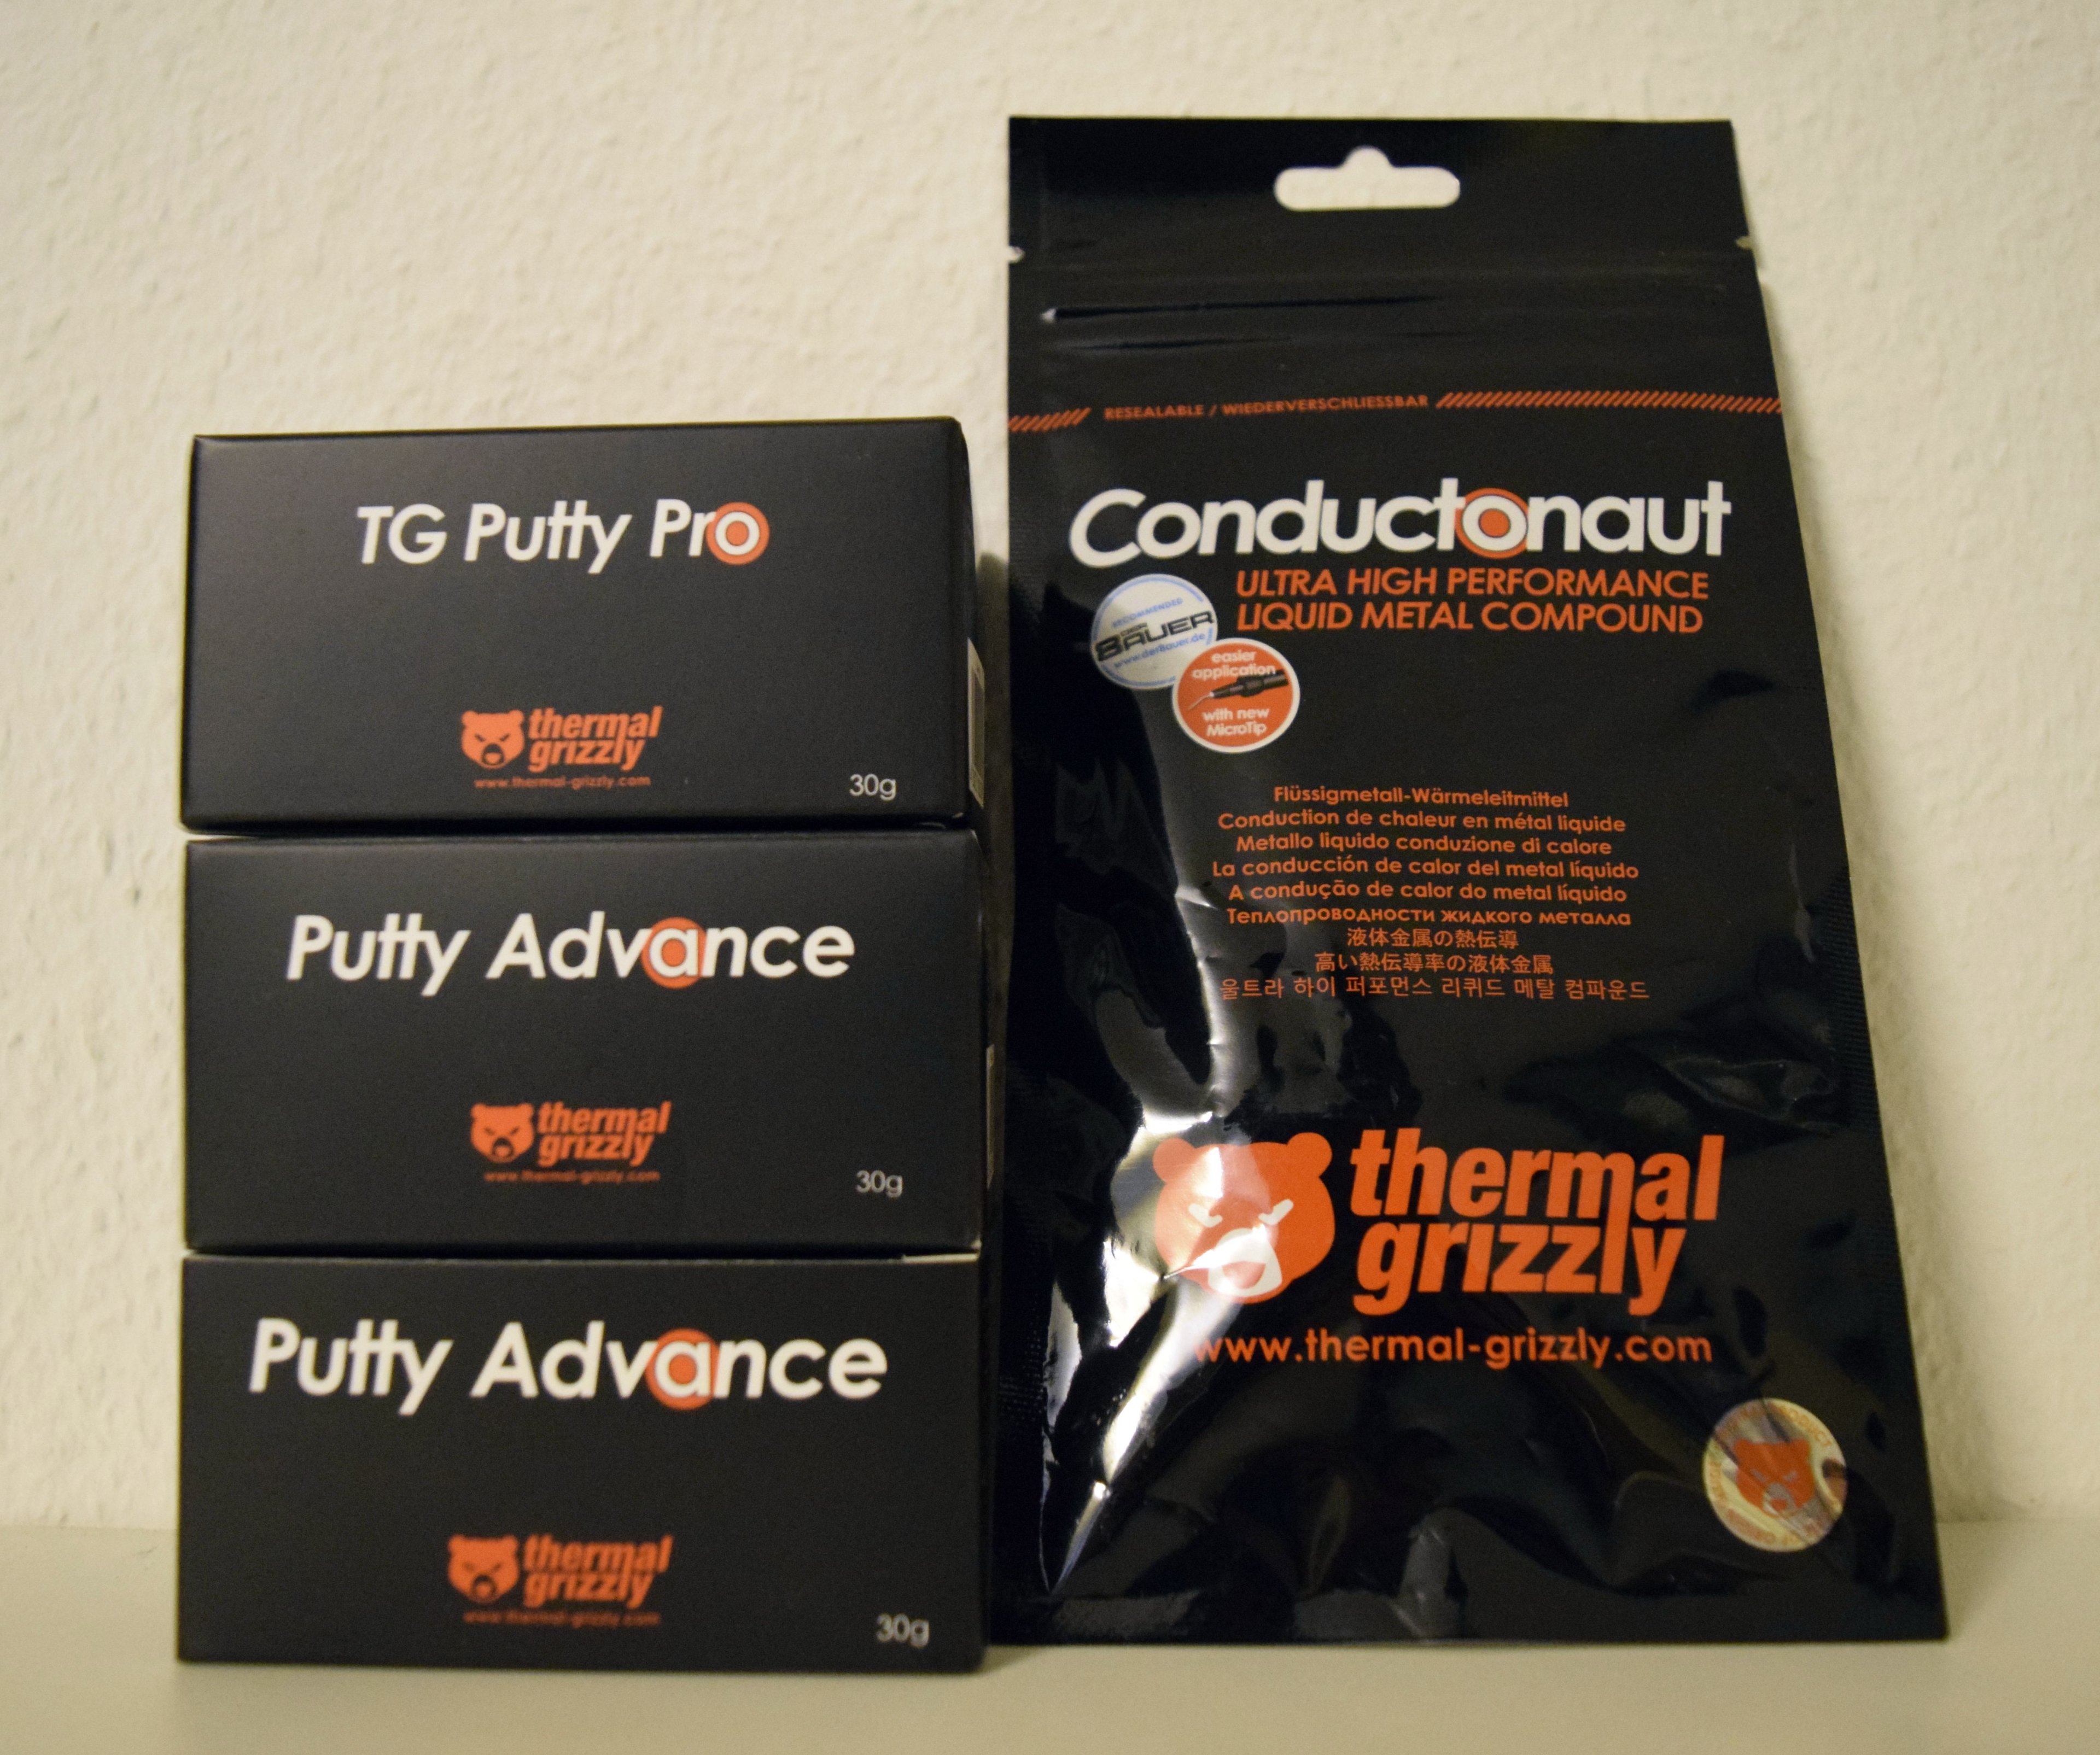 TG Putty Pro
thermal
grizzly
www.thermal-grizzly.com
30g
Putty Advance
thermal
grizzly
www.thermal-grizzly.com
30g
Putty Advance
thermal
grizzly
www.thermal-grizzly.com
30g
RESEALABLE / WIEDERVERSCHLIESSBAR
Conductonaut
ULTRA HIGH PERFORMANCE
LIQUID METAL COMPOUND
RECOMMENDED
8AUER
www.der8auer.de
easier
application
with new
MicroTip
Flüssigmetall-Wärmeleitmittel
Conduction de chaleur en métal liquide
Metallo liquido conduzione di calore
La conducción de calor del metal líquido
A condução de calor do metal líquido
Теплопроводности жидкого металла
液体金属の熱伝導
高い熱伝導率の液体金属
울트라 하이 퍼포먼스 리퀴드 메탈 컴파운드
thermal
grizzly
www.thermal-grizzly.com